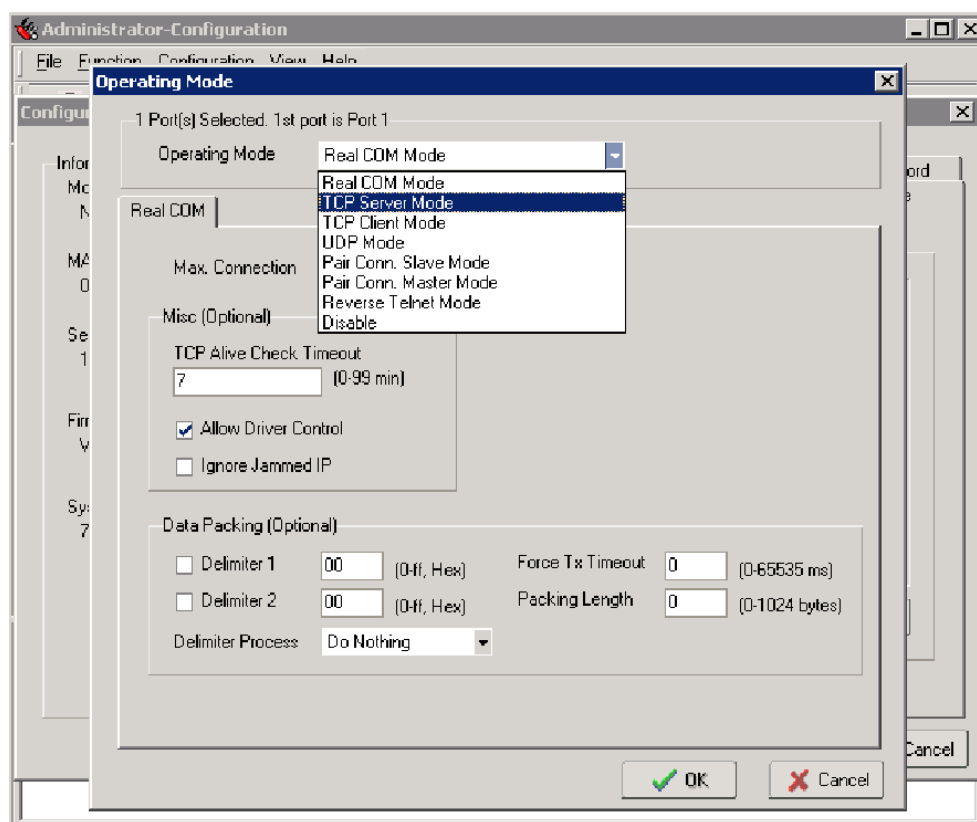 Administrator-Configuration
File Function Configuration View Help
Operating Mode
1 Port(s) Selected. 1st port is Port 1
Operating Mode
Real COM Mode
Real COM Mode
TCP Server Mode
TCP Client Mode
UDP Mode
Pair Conn. Slave Mode
Pair Conn. Master Mode
Reverse Telnet Mode
Disable
Real COM
Max. Connection
Misc (Optional)
TCP Alive Check Timeout
7 (0-99 min)
Allow Driver Control
Ignore Jammed IP
Data Packing (Optional)
Delimiter 1 00 (0-ff, Hex) Force Tx Timeout 0 (0-65535 ms)
Delimiter 2 00 (0-ff, Hex) Packing Length 0 (0-1024 bytes)
Delimiter Process Do Nothing
OK Cancel
Cancel